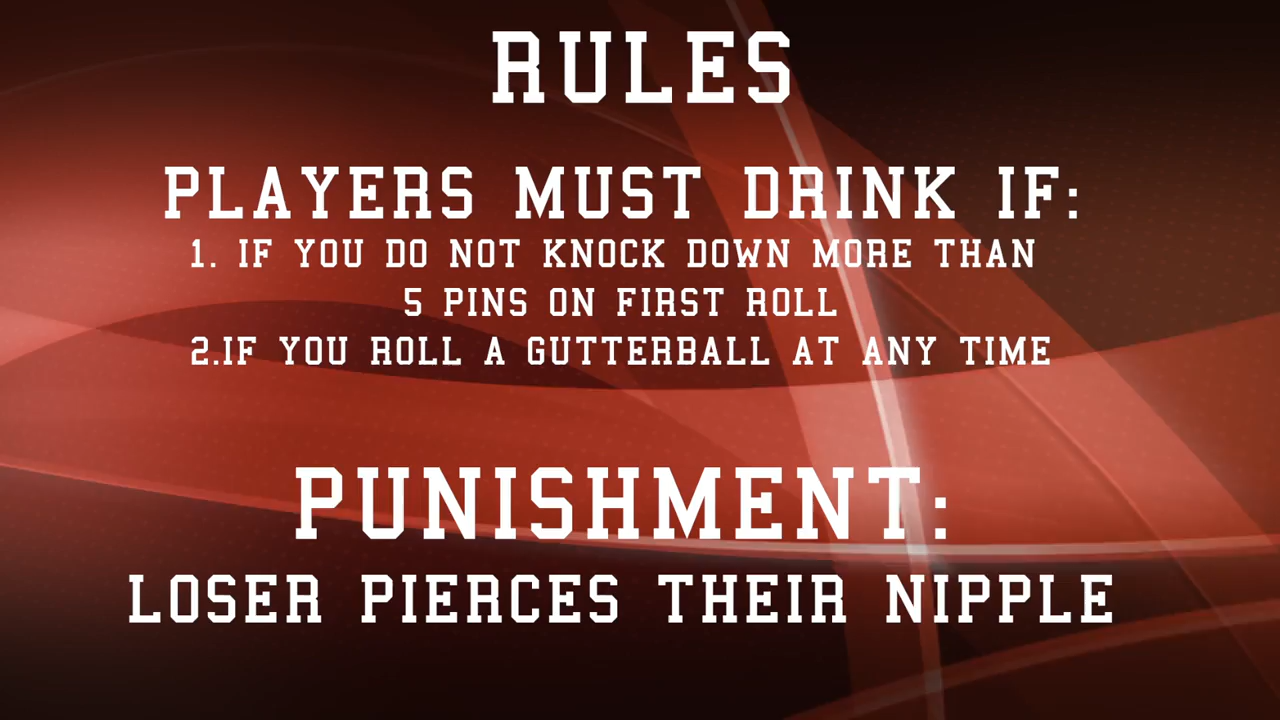 RULES
PLAYERS MUST DRINK IF:
1. IF YOU DO NOT KNOCK DOWN MORE THAN
5 PINS ON FIRST ROLL
2.IF YOU ROLL A GUTTERBALL AT ANY TIME
PUNISHMENT:
LOSER PIERCES THEIR NIPPLE